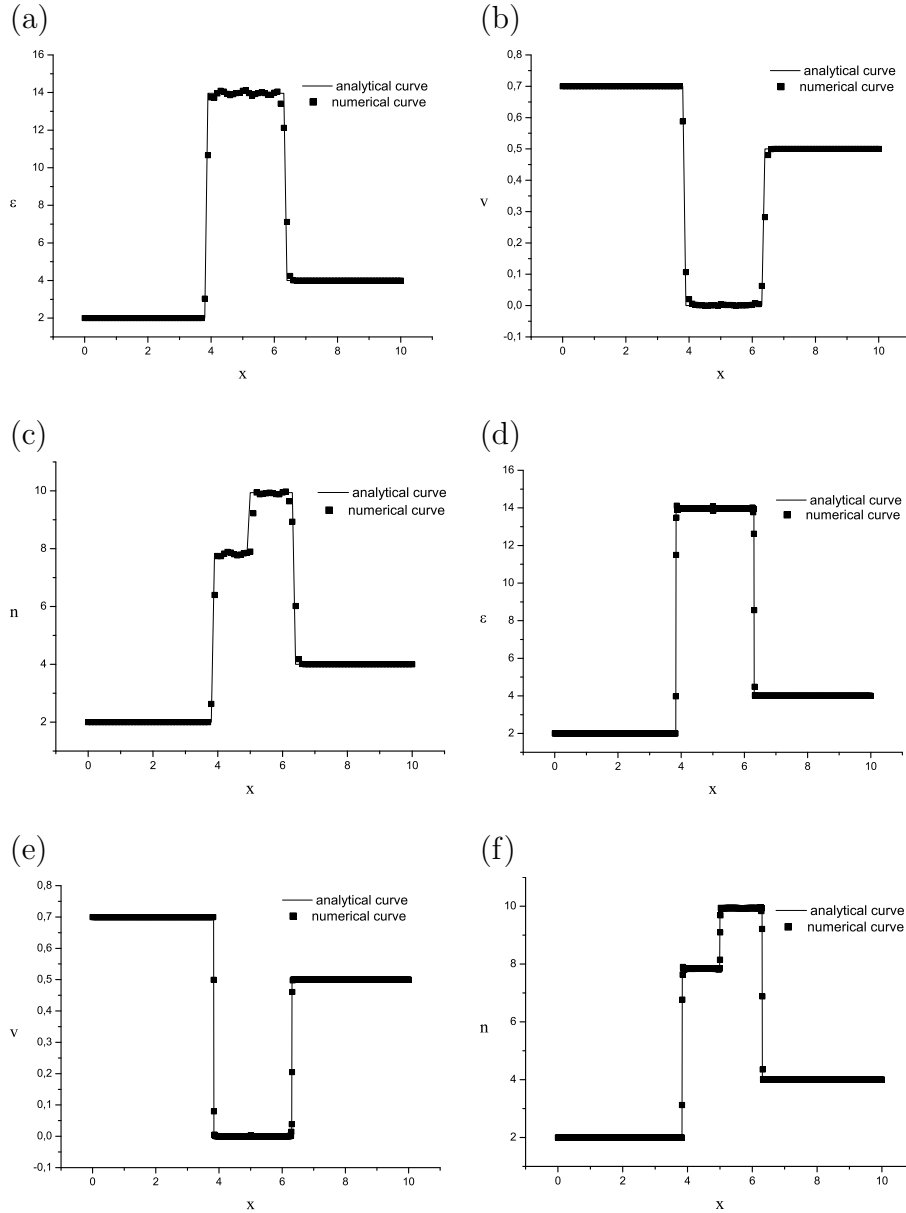 (a)
16
14
12
10
8
6
4
2
ε
0
2
4
6
8
10
x
analytical curve
numerical curve
(b)
0,8
0,7
0,6
0,5
0,4
0,3
0,2
0,1
0,0
-0,1
v
0
2
4
6
8
10
x
analytical curve
numerical curve
(c)
10
8
6
4
2
n
0
2
4
6
8
10
x
analytical curve
numerical curve
(d)
16
14
12
10
8
6
4
2
ε
0
2
4
6
8
10
x
analytical curve
numerical curve
(e)
0,8
0,7
0,6
0,5
0,4
0,3
0,2
0,1
0,0
-0,1
v
0
2
4
6
8
10
x
analytical curve
numerical curve
(f)
10
8
6
4
2
n
0
2
4
6
8
10
x
analytical curve
numerical curve